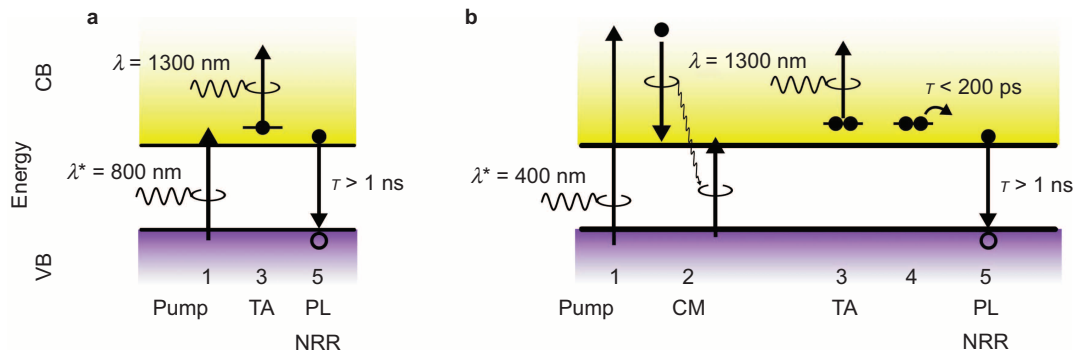 a
b
CB
Energy
VB
λ = 1300 nm
λ* = 800 nm
τ > 1 ns
1
3
5
Pump
TA
PL
NRR
λ = 1300 nm
τ < 200 ps
λ* = 400 nm
τ > 1 ns
1
2
3
4
5
Pump
CM
TA
PL
NRR